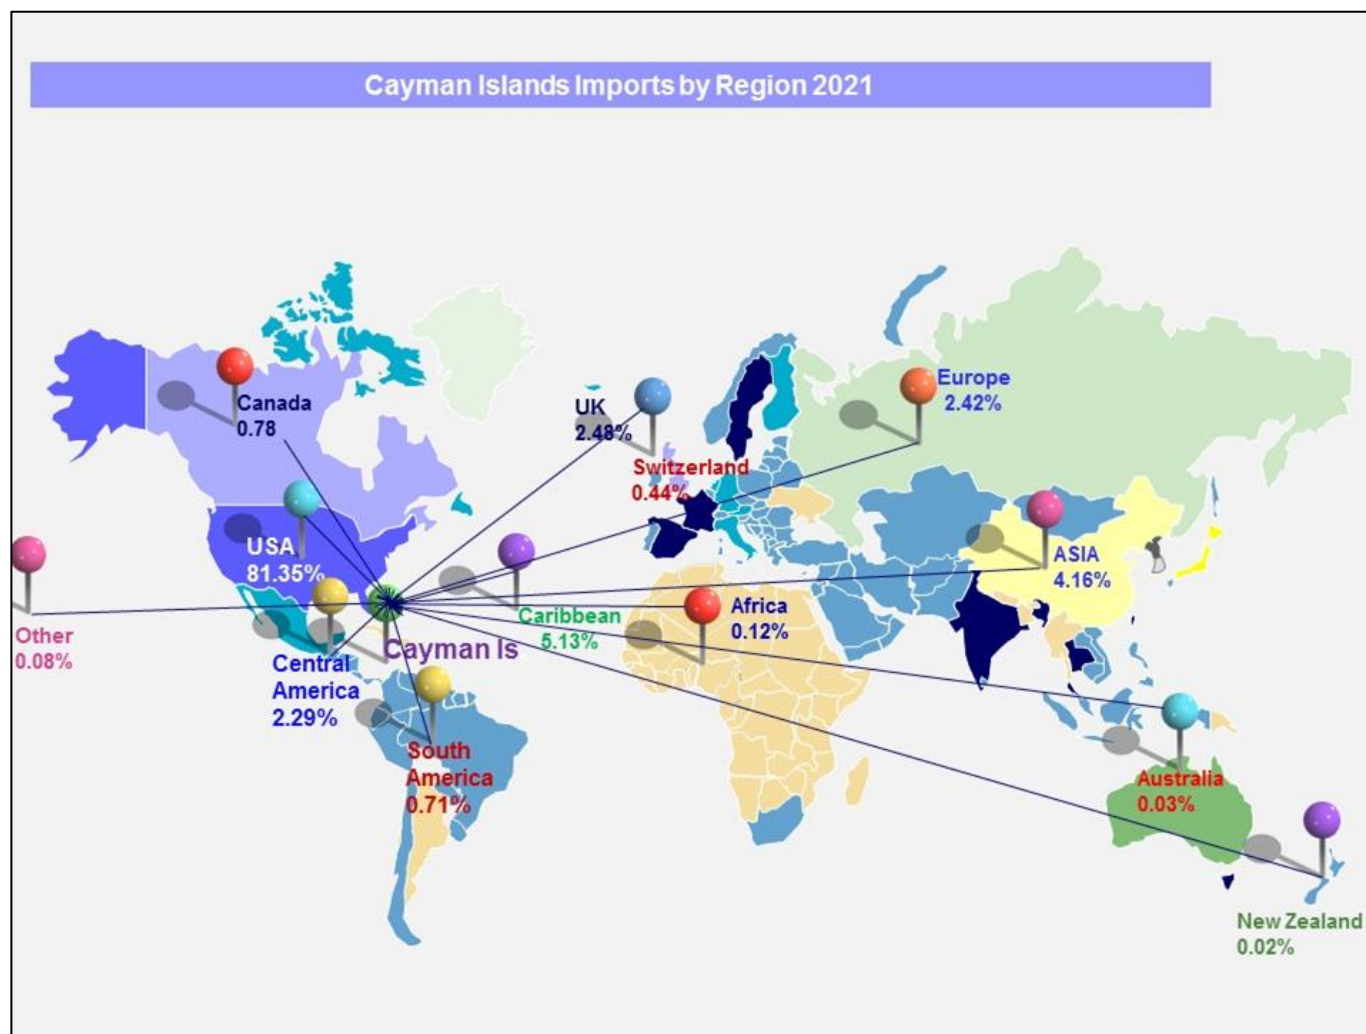 Cayman Islands Imports by Region 2021
Canada
0.78
UK
2.48%
Europe
2.42%
Switzerland
0.44%
USA
81.35%
ASIA
4.16%
Other
0.08%
Caribbean
5.13%
Africa
0.12%
Cayman Is
Central
America
2.29%
South
America
0.71%
Australia
0.03%
New Zealand
0.02%